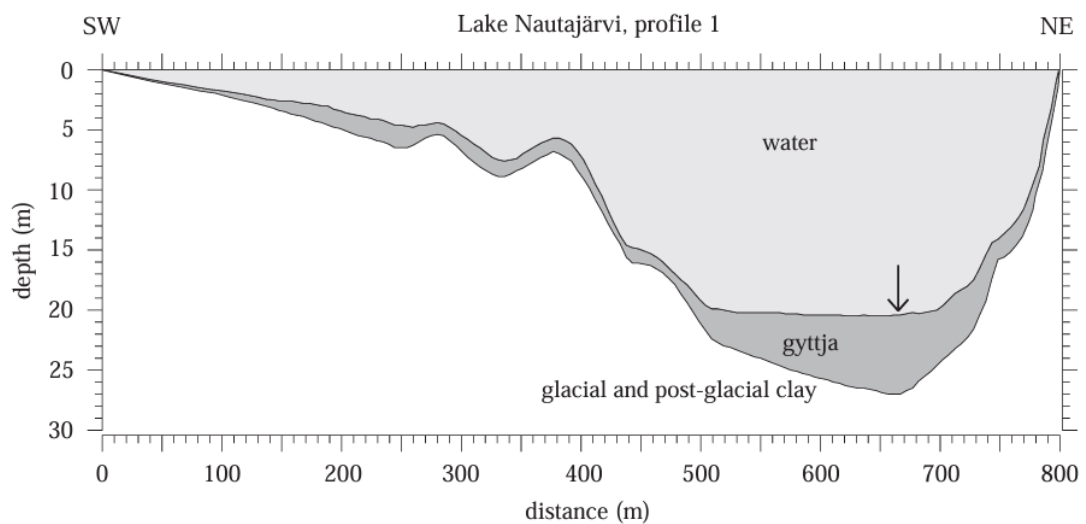 SW
Lake Nautajärvi, profile 1
NE
0
5
10
15
20
25
30
depth (m)
water
gyttja
glacial and post-glacial clay
0 100 200 300 400 500 600 700 800
distance (m)